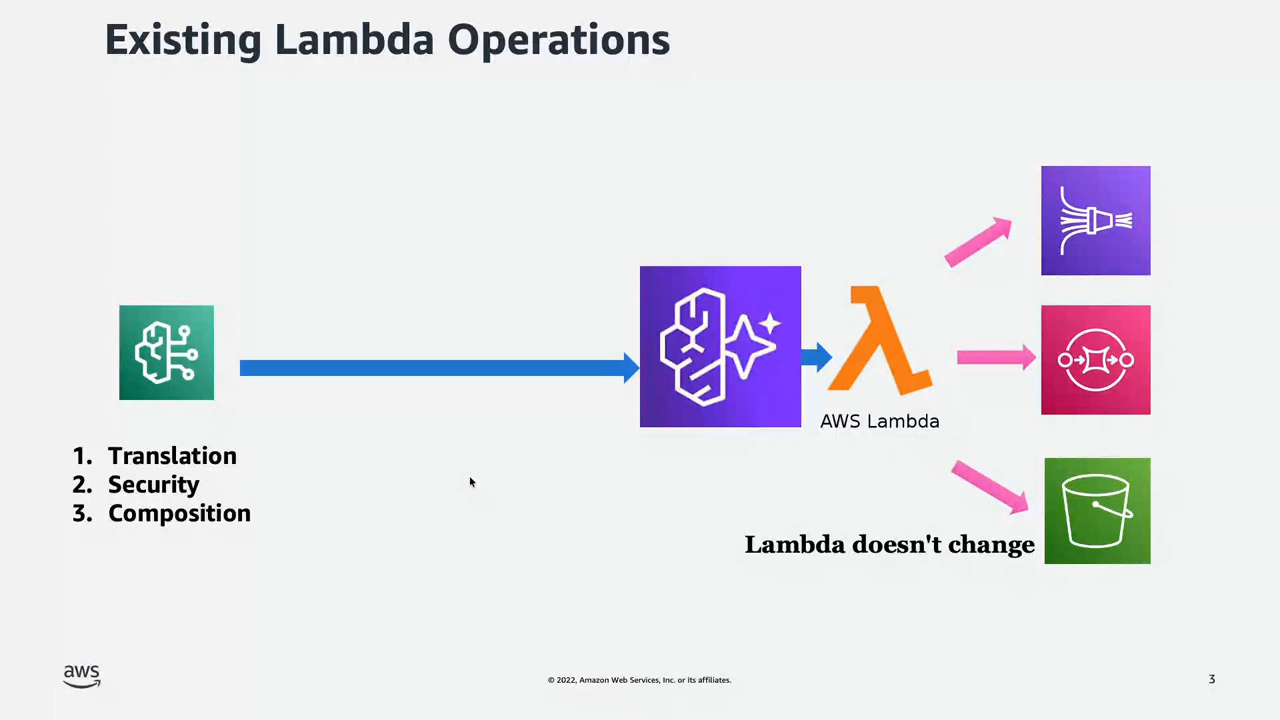 Existing Lambda Operations
AWS Lambda
1. Translation
2. Security
3. Composition
Lambda doesn't change
aws
© 2022, Amazon Web Services, Inc. or its affiliates.
3